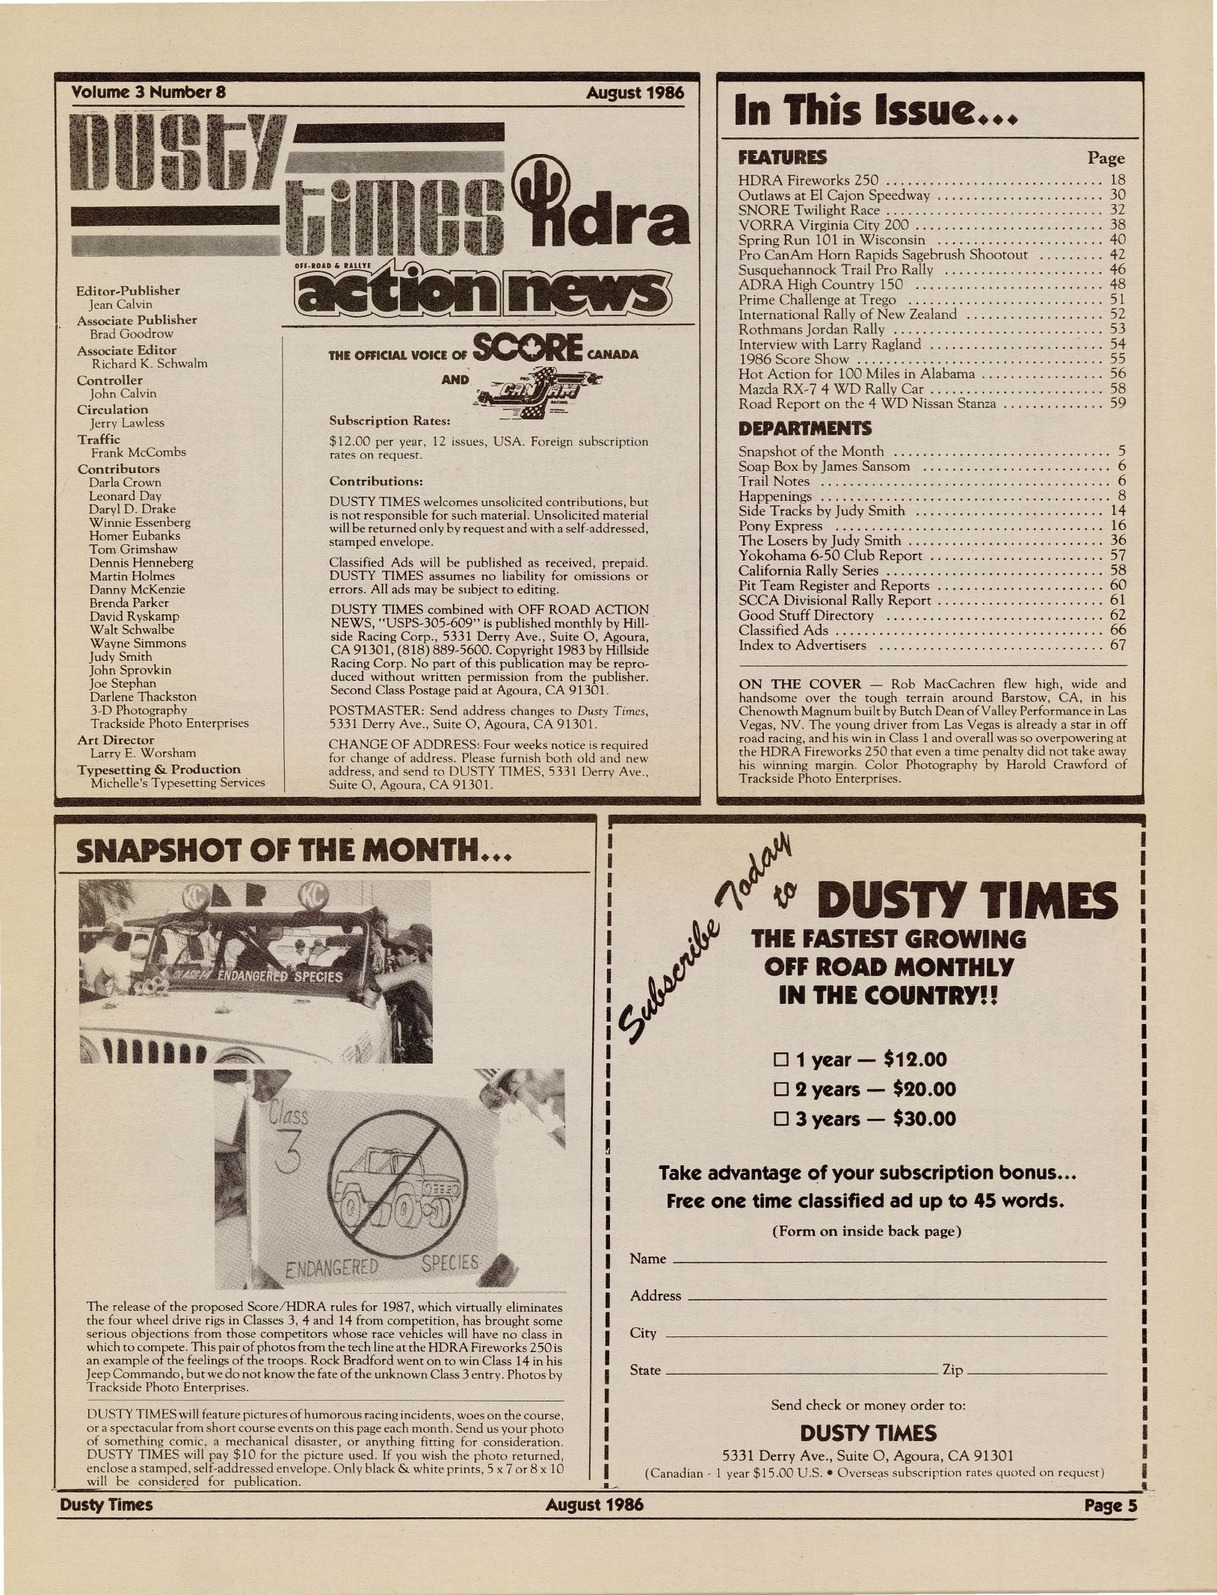 Volume 3 Number 8
August 1986
DUSTY
times
hdra
OFF-ROAD & RALLYE
action news
Editor-Publisher
Jean Calvin
Associate Publisher
Brad Goodrow
Associate Editor
Richard K. Schwalm
Controller
John Calvin
Circulation
Jerry Lawless
Traffic
Frank McCombs
Contributors
Darla Crown
Leonard Day
Daryl D. Drake
Winnie Essenberg
Homer Eubanks
Tom Grimshaw
Dennis Henneberg
Martin Holmes
Danny McKenzie
Brenda Parker
David Ryskamp
Walt Schwalbe
Wayne Simmons
Judy Smith
John Sprovkin
Joe Stephan
Darlene Thackston
3-D Photography
Trackside Photo Enterprises
Art Director
Larry E. Worsham
Typesetting & Production
Michelle's Typesetting Services
THE OFFICIAL VOICE OF SCORE CANADA
AND PRO CAN AM RACING
Subscription Rates:
$12.00 per year, 12 issues, USA. Foreign subscription
rates on request.
Contributions:
DUSTY TIMES welcomes unsolicited contributions, but
is not responsible for such material. Unsolicited material
will be returned only by request and with a self-addressed,
stamped envelope.
Classified Ads will be published as received, prepaid.
DUSTY TIMES assumes no liability for omissions or
errors. All ads may be subject to editing.
DUSTY TIMES combined with OFF ROAD ACTION
NEWS, "USPS-305-609" is published monthly by Hill-
side Racing Corp., 5331 Derry Ave., Suite O, Agoura,
CA 91301, (818) 889-5600. Copyright 1983 by Hillside
Racing Corp. No part of this publication may be repro-
duced without written permission from the publisher.
Second Class Postage paid at Agoura, CA 91301.
POSTMASTER: Send address changes to Dusty Times,
5331 Derry Ave., Suite O, Agoura, CA 91301.
CHANGE OF ADDRESS: Four weeks notice is required
for change of address. Please furnish both old and new
address, and send to DUSTY TIMES, 5331 Derry Ave.,
Suite O, Agoura, CA 91301.
In This Issue...
FEATURES Page
HDRA Fireworks 250 ............................ 18
Outlaws at El Cajon Speedway ...................... 30
SNORE Twilight Race ............................. 32
VORRA Virginia City 200 ......................... 38
Spring Run 101 in Wisconsin ...................... 40
Pro CanAm Horn Rapids Sagebrush Shootout ......... 42
Susquehannock Trail Pro Rally ..................... 46
ADRA High Country 150 .......................... 48
Prime Challenge at Trego .......................... 51
International Rally of New Zealand .................. 52
Rothmans Jordan Rally ............................ 53
Interview with Larry Ragland ....................... 54
1986 Score Show ................................ 55
Hot Action for 100 Miles in Alabama ................. 56
Mazda RX-7 4 WD Rally Car ....................... 58
Road Report on the 4 WD Nissan Stanza ............. 59
DEPARTMENTS
Snapshot of the Month ............................ 5
Soap Box by James Sansom ........................ 6
Trail Notes ..................................... 6
Happenings ..................................... 8
Side Tracks by Judy Smith ......................... 14
Pony Express ................................... 16
The Losers by Judy Smith .......................... 36
Yokohama 6-50 Club Report ....................... 57
California Rally Series ............................ 58
Pit Team Register and Reports ...................... 60
SCCA Divisional Rally Report ...................... 61
Good Stuff Directory ............................. 62
Classified Ads ................................... 66
Index to Advertisers .............................. 67
ON THE COVER — Rob MacCachren flew high, wide and
handsome over the tough terrain around Barstow, CA, in his
Chenowth Magnum built by Butch Dean of Valley Performance in Las
Vegas, NV. The young driver from Las Vegas is already a star in off
road racing, and his win in Class 1 and overall was so overpowering at
the HDRA Fireworks 250 that even a time penalty did not take away
his winning margin. Color Photography by Harold Crawford of
Trackside Photo Enterprises.
SNAPSHOT OF THE MONTH...
KC KC
CLASS 14 ENDANGERED SPECIES
Class
3
ENDANGERED SPECIES
The release of the proposed Score/HDRA rules for 1987, which virtually eliminates
the four wheel drive rigs in Classes 3, 4 and 14 from competition, has brought some
serious objections from those competitors whose race vehicles will have no class in
which to compete. This pair of photos from the tech line at the HDRA Fireworks 250 is
an example of the feelings of the troops. Rock Bradford went on to win Class 14 in his
Jeep Commando, but we do not know the fate of the unknown Class 3 entry. Photos by
Trackside Photo Enterprises.
DUSTY TIMES will feature pictures of humorous racing incidents, woes on the course,
or a spectacular from short course events on this page each month. Send us your photo
of something comic, a mechanical disaster, or anything fitting for consideration.
DUSTY TIMES will pay $10 for the picture used. If you wish the photo returned,
enclose a stamped, self-addressed envelope. Only black & white prints, 5 x 7 or 8 x 10
will be considered for publication.
Subscribe Today
to
DUSTY TIMES
THE FASTEST GROWING
OFF ROAD MONTHLY
IN THE COUNTRY!!
☐ 1 year — $12.00
☐ 2 years — $20.00
☐ 3 years — $30.00
Take advantage of your subscription bonus...
Free one time classified ad up to 45 words.
(Form on inside back page)
Name
Address
City
State Zip
Send check or money order to:
DUSTY TIMES
5331 Derry Ave., Suite O, Agoura, CA 91301
(Canadian - 1 year $15.00 U.S. • Overseas subscription rates quoted on request)
Dusty Times August 1986 Page 5